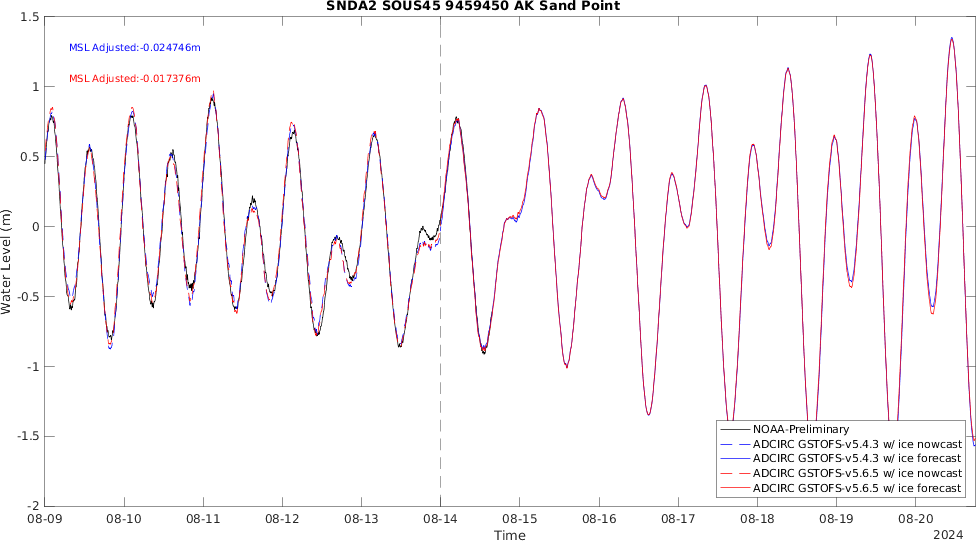 SNDA2 SOUS45 9459450 AK Sand Point
MSL Adjusted:-0.024746m
MSL Adjusted:-0.017376m
1.5
1
0.5
0
-0.5
-1
-1.5
-2
Water Level (m)
NOAA-Preliminary
ADCIRC GSTOFS-v5.4.3 w/ ice nowcast
ADCIRC GSTOFS-v5.4.3 w/ ice forecast
ADCIRC GSTOFS-v5.6.5 w/ ice nowcast
ADCIRC GSTOFS-v5.6.5 w/ ice forecast
08-09 08-10 08-11 08-12 08-13 08-14 08-15 08-16 08-17 08-18 08-19 08-20
Time
2024